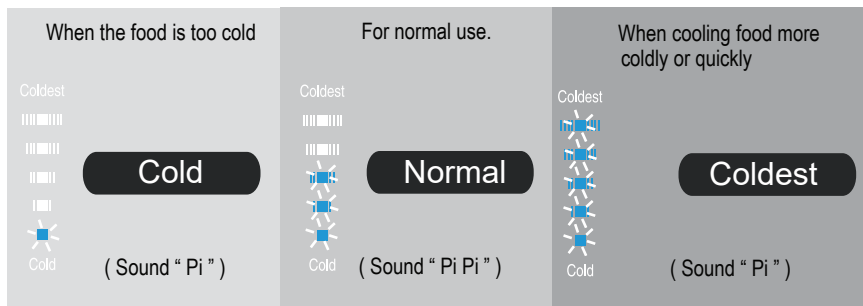 When the food is too cold
Coldest
Cold
Cold
( Sound “ Pi ” )
For normal use.
Coldest
Normal
Cold
( Sound “ Pi Pi ” )
When cooling food more
coldly or quickly
Coldest
Coldest
Cold
( Sound “ Pi ” )